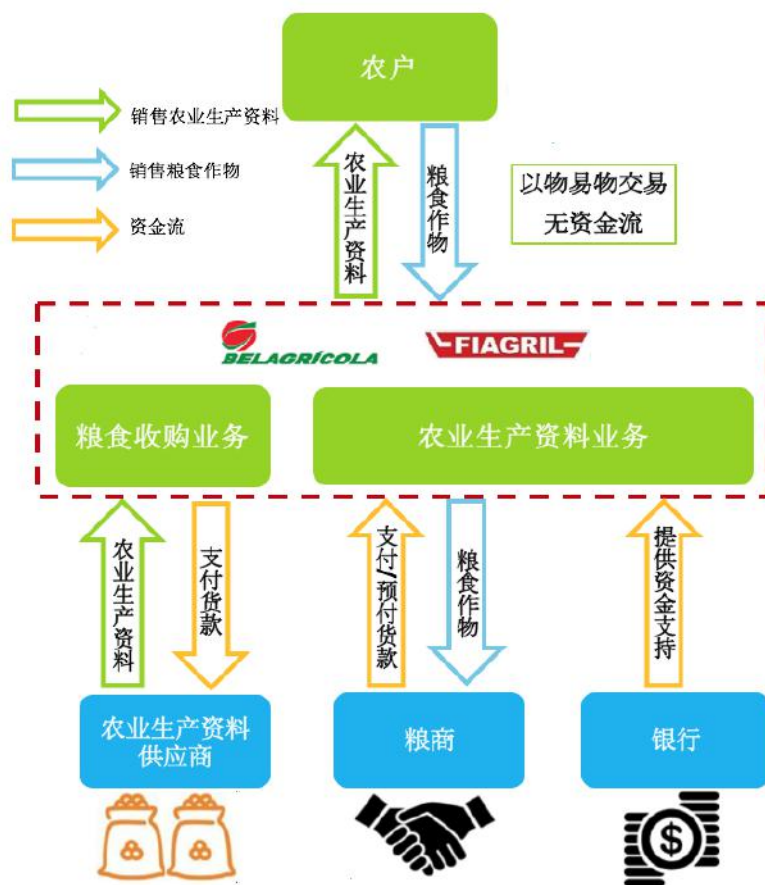 农户
销售农业生产资料
销售粮食作物
资金流
农业生产资料
粮食作物
以物易物交易
无资金流
BELAGRÍCOLA
FIAGRIL
粮食收购业务
农业生产资料业务
农业生产资料
支付货款
支付/预付货款
粮食作物
提供资金支持
农业生产资料
供应商
粮商
银行
$